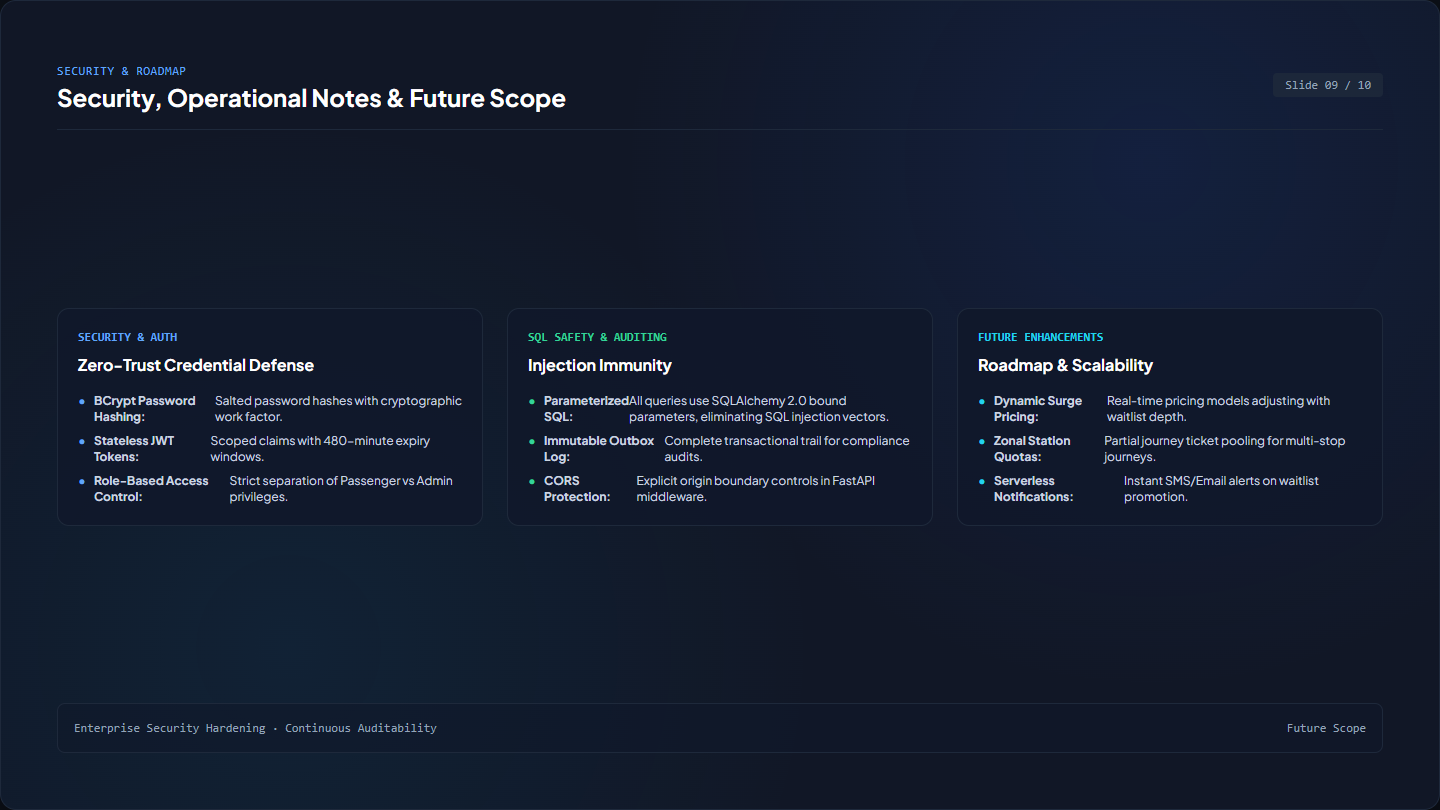 SECURITY & ROADMAP
Security, Operational Notes & Future Scope
Slide 09 / 10
SECURITY & AUTH
Zero-Trust Credential Defense
• BCrypt Password Hashing: Salted password hashes with cryptographic work factor.
• Stateless JWT Tokens: Scoped claims with 480-minute expiry windows.
• Role-Based Access Control: Strict separation of Passenger vs Admin privileges.
SQL SAFETY & AUDITING
Injection Immunity
• Parameterized SQL: All queries use SQLAlchemy 2.0 bound parameters, eliminating SQL injection vectors.
• Immutable Outbox Log: Complete transactional trail for compliance audits.
• CORS Protection: Explicit origin boundary controls in FastAPI middleware.
FUTURE ENHANCEMENTS
Roadmap & Scalability
• Dynamic Surge Pricing: Real-time pricing models adjusting with waitlist depth.
• Zonal Station Quotas: Partial journey ticket pooling for multi-stop journeys.
• Serverless Notifications: Instant SMS/Email alerts on waitlist promotion.
Enterprise Security Hardening · Continuous Auditability
Future Scope